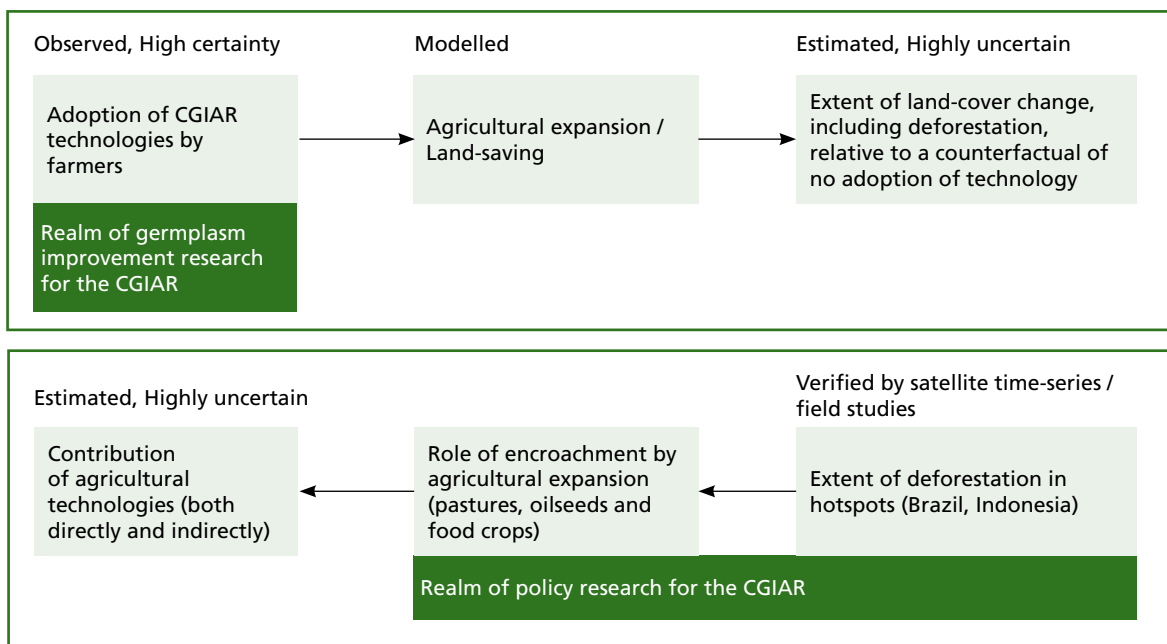 Observed, High certainty
Modelled
Estimated, Highly uncertain
Adoption of CGIAR
technologies by
farmers
Agricultural expansion /
Land-saving
Extent of land-cover change,
including deforestation,
relative to a counterfactual of
no adoption of technology
Realm of germplasm
improvement research
for the CGIAR
Estimated, Highly uncertain
Verified by satellite time-series /
field studies
Contribution
of agricultural
technologies (both
directly and indirectly)
Role of encroachment by
agricultural expansion
(pastures, oilseeds and
food crops)
Extent of deforestation in
hotspots (Brazil, Indonesia)
Realm of policy research for the CGIAR